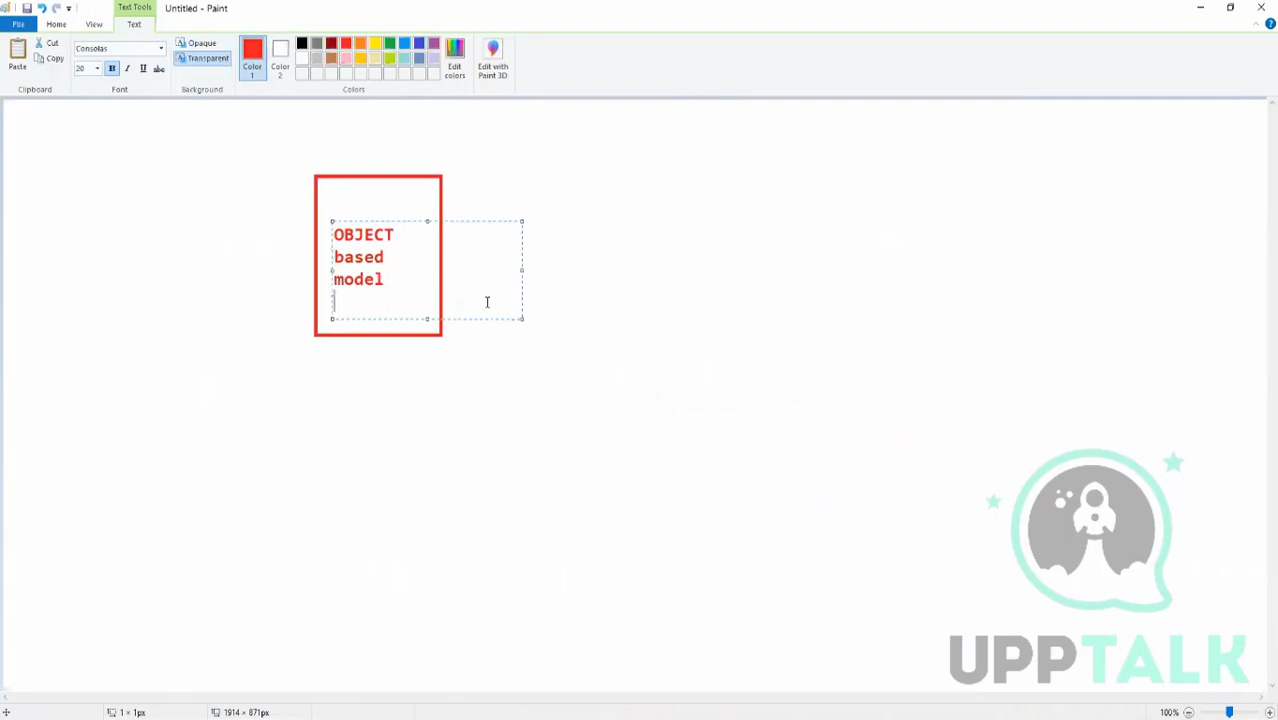 Untitled - Paint
Text Tools
File
Home
View
Text
Paste
Cut
Copy
Clipboard
Consolas
20
B
I
U
abc
Font
Opaque
Transparent
Background
Color
1
Color
2
Edit
colors
Colors
Edit with
Paint 3D
OBJECT
based
model
UPPTALK
1 × 1px
1914 × 871px
100%